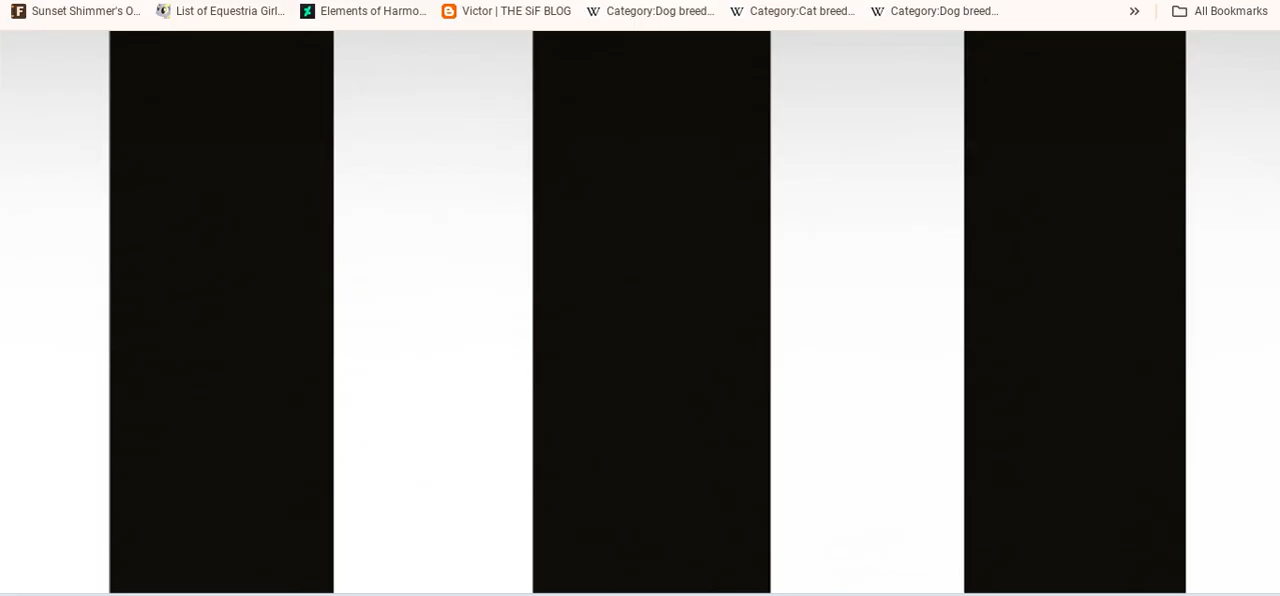 Sunset Shimmer's O... List of Equestria Girl... Elements of Harmo... Victor | THE SiF BLOG Category:Dog breed... Category:Cat breed... Category:Dog breed... All Bookmarks